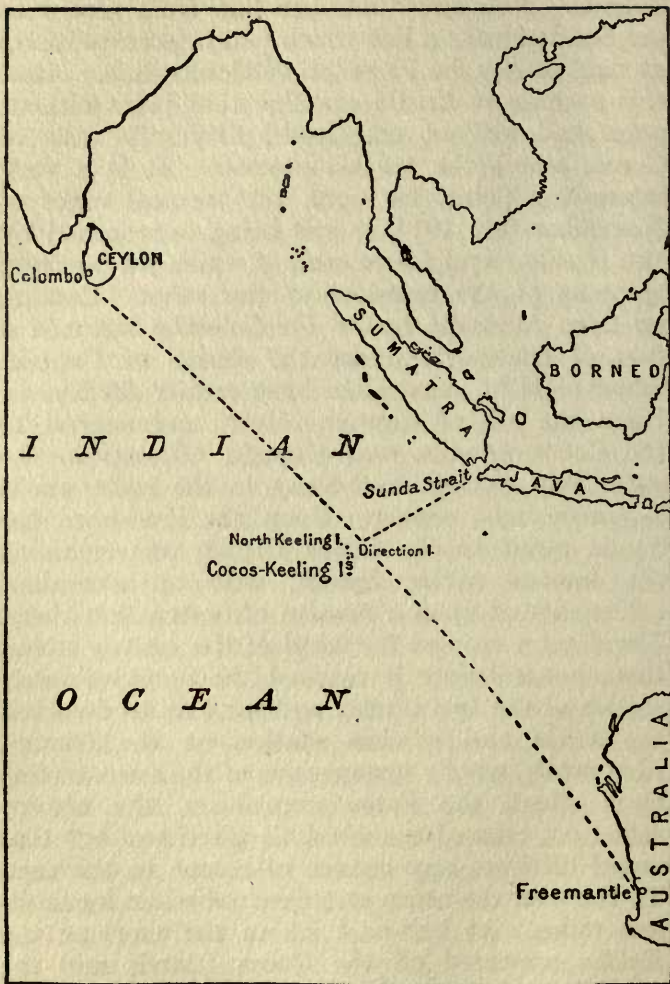 CEYLON
Colombo
SUMATRA
BORNEO
INDIAN
Sunda Strait
JAVA
North Keeling I.
Direction I.
Cocos-Keeling Is
OCEAN
AUSTRALIA
Freemantle